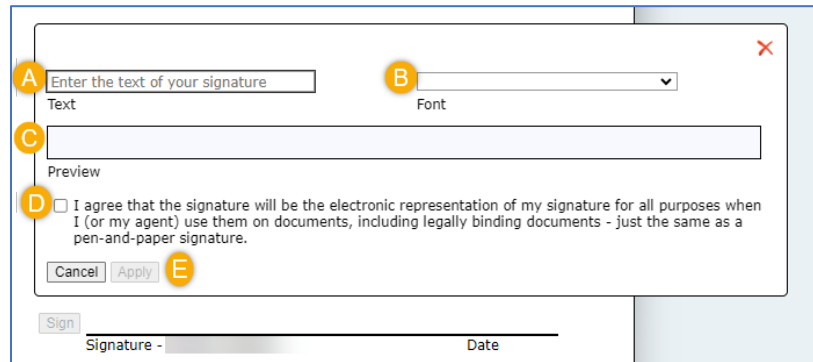 A Enter the text of your signature B
Text Font
C
Preview
D I agree that the signature will be the electronic representation of my signature for all purposes when
I (or my agent) use them on documents, including legally binding documents - just the same as a
pen-and-paper signature.
Cancel Apply E
Sign
Signature - Date